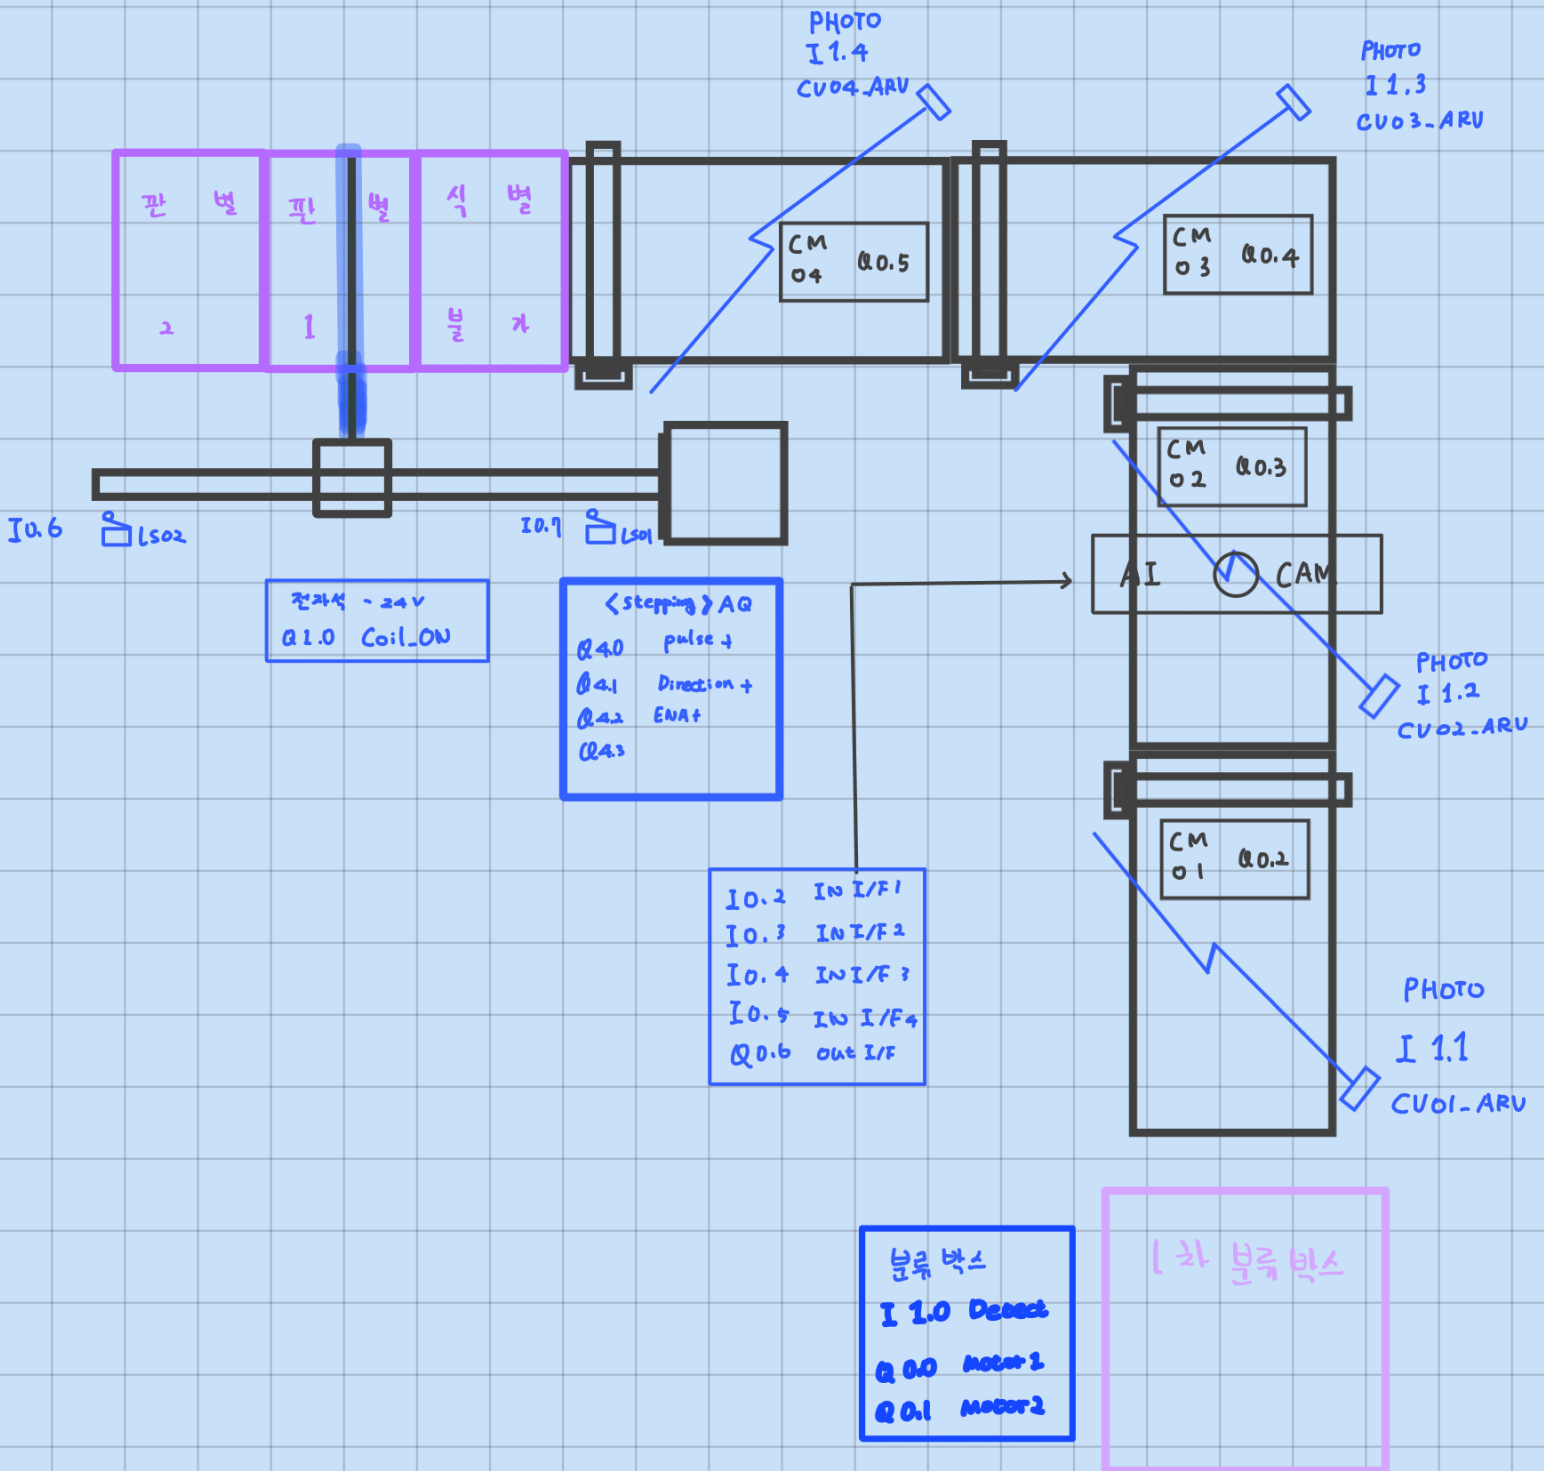 PHOTO
I 1.4
CV04_ARV
PHOTO
I 1.3
CV03_ARV
판 별
2
판 별
1
식 별
불 가
CM
04
Q0.5
CM
03
Q0.4
CM
02
Q0.3
I0.6
LS02
I0.7
LS01
AI CAM
전자석 - 24V
Q1.0 Coil_ON
<stepping> AQ
Q4.0 pulse +
Q4.1 Direction +
Q4.2 ENA+
Q4.3
PHOTO
I 1.2
CV02_ARV
CM
01
Q0.2
I0.2 IN I/F1
I0.3 IN I/F2
I0.4 IN I/F3
I0.5 IN I/F4
Q0.6 out I/F
PHOTO
I 1.1
CV01_ARV
분류 박스
I 1.0 Detect
Q 0.0 Motor1
Q 0.1 Motor2
1차 분류 박스